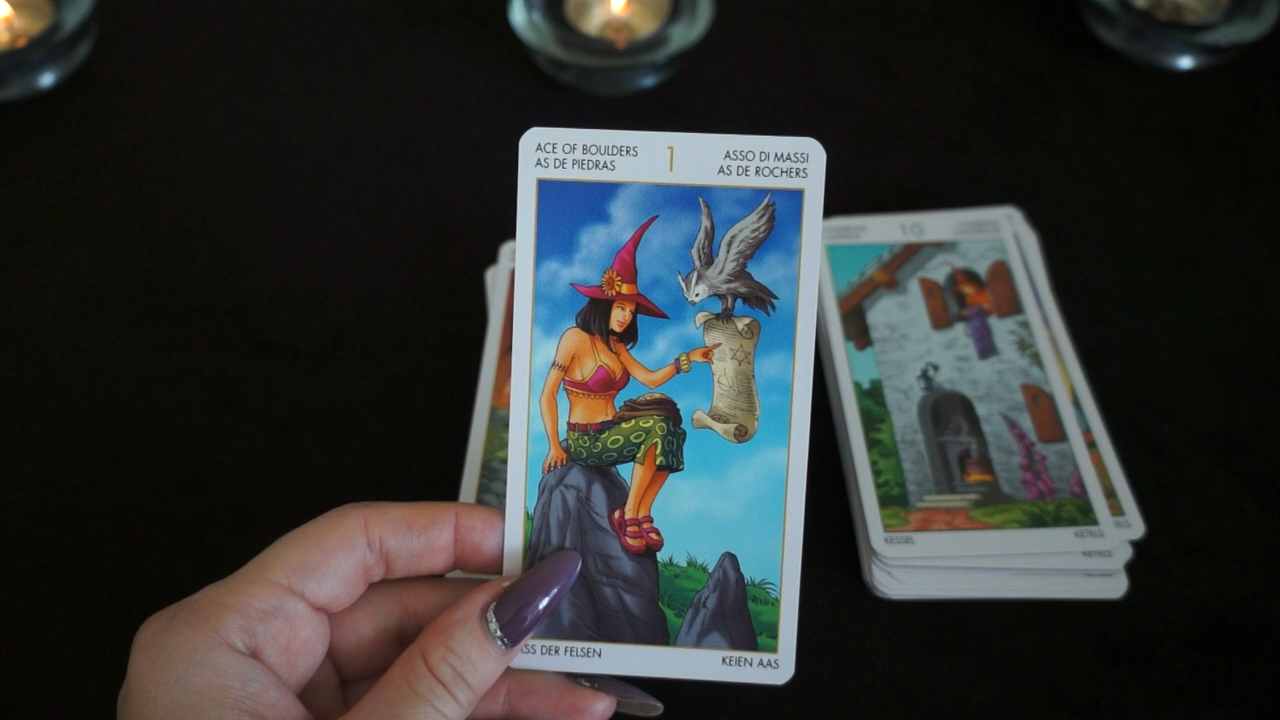 ACE OF BOULDERS
AS DE PIEDRAS
1
ASSO DI MASSI
AS DE ROCHERS
ASS DER FELSEN
KEIEN AAS
10
KESSEL
KETELS